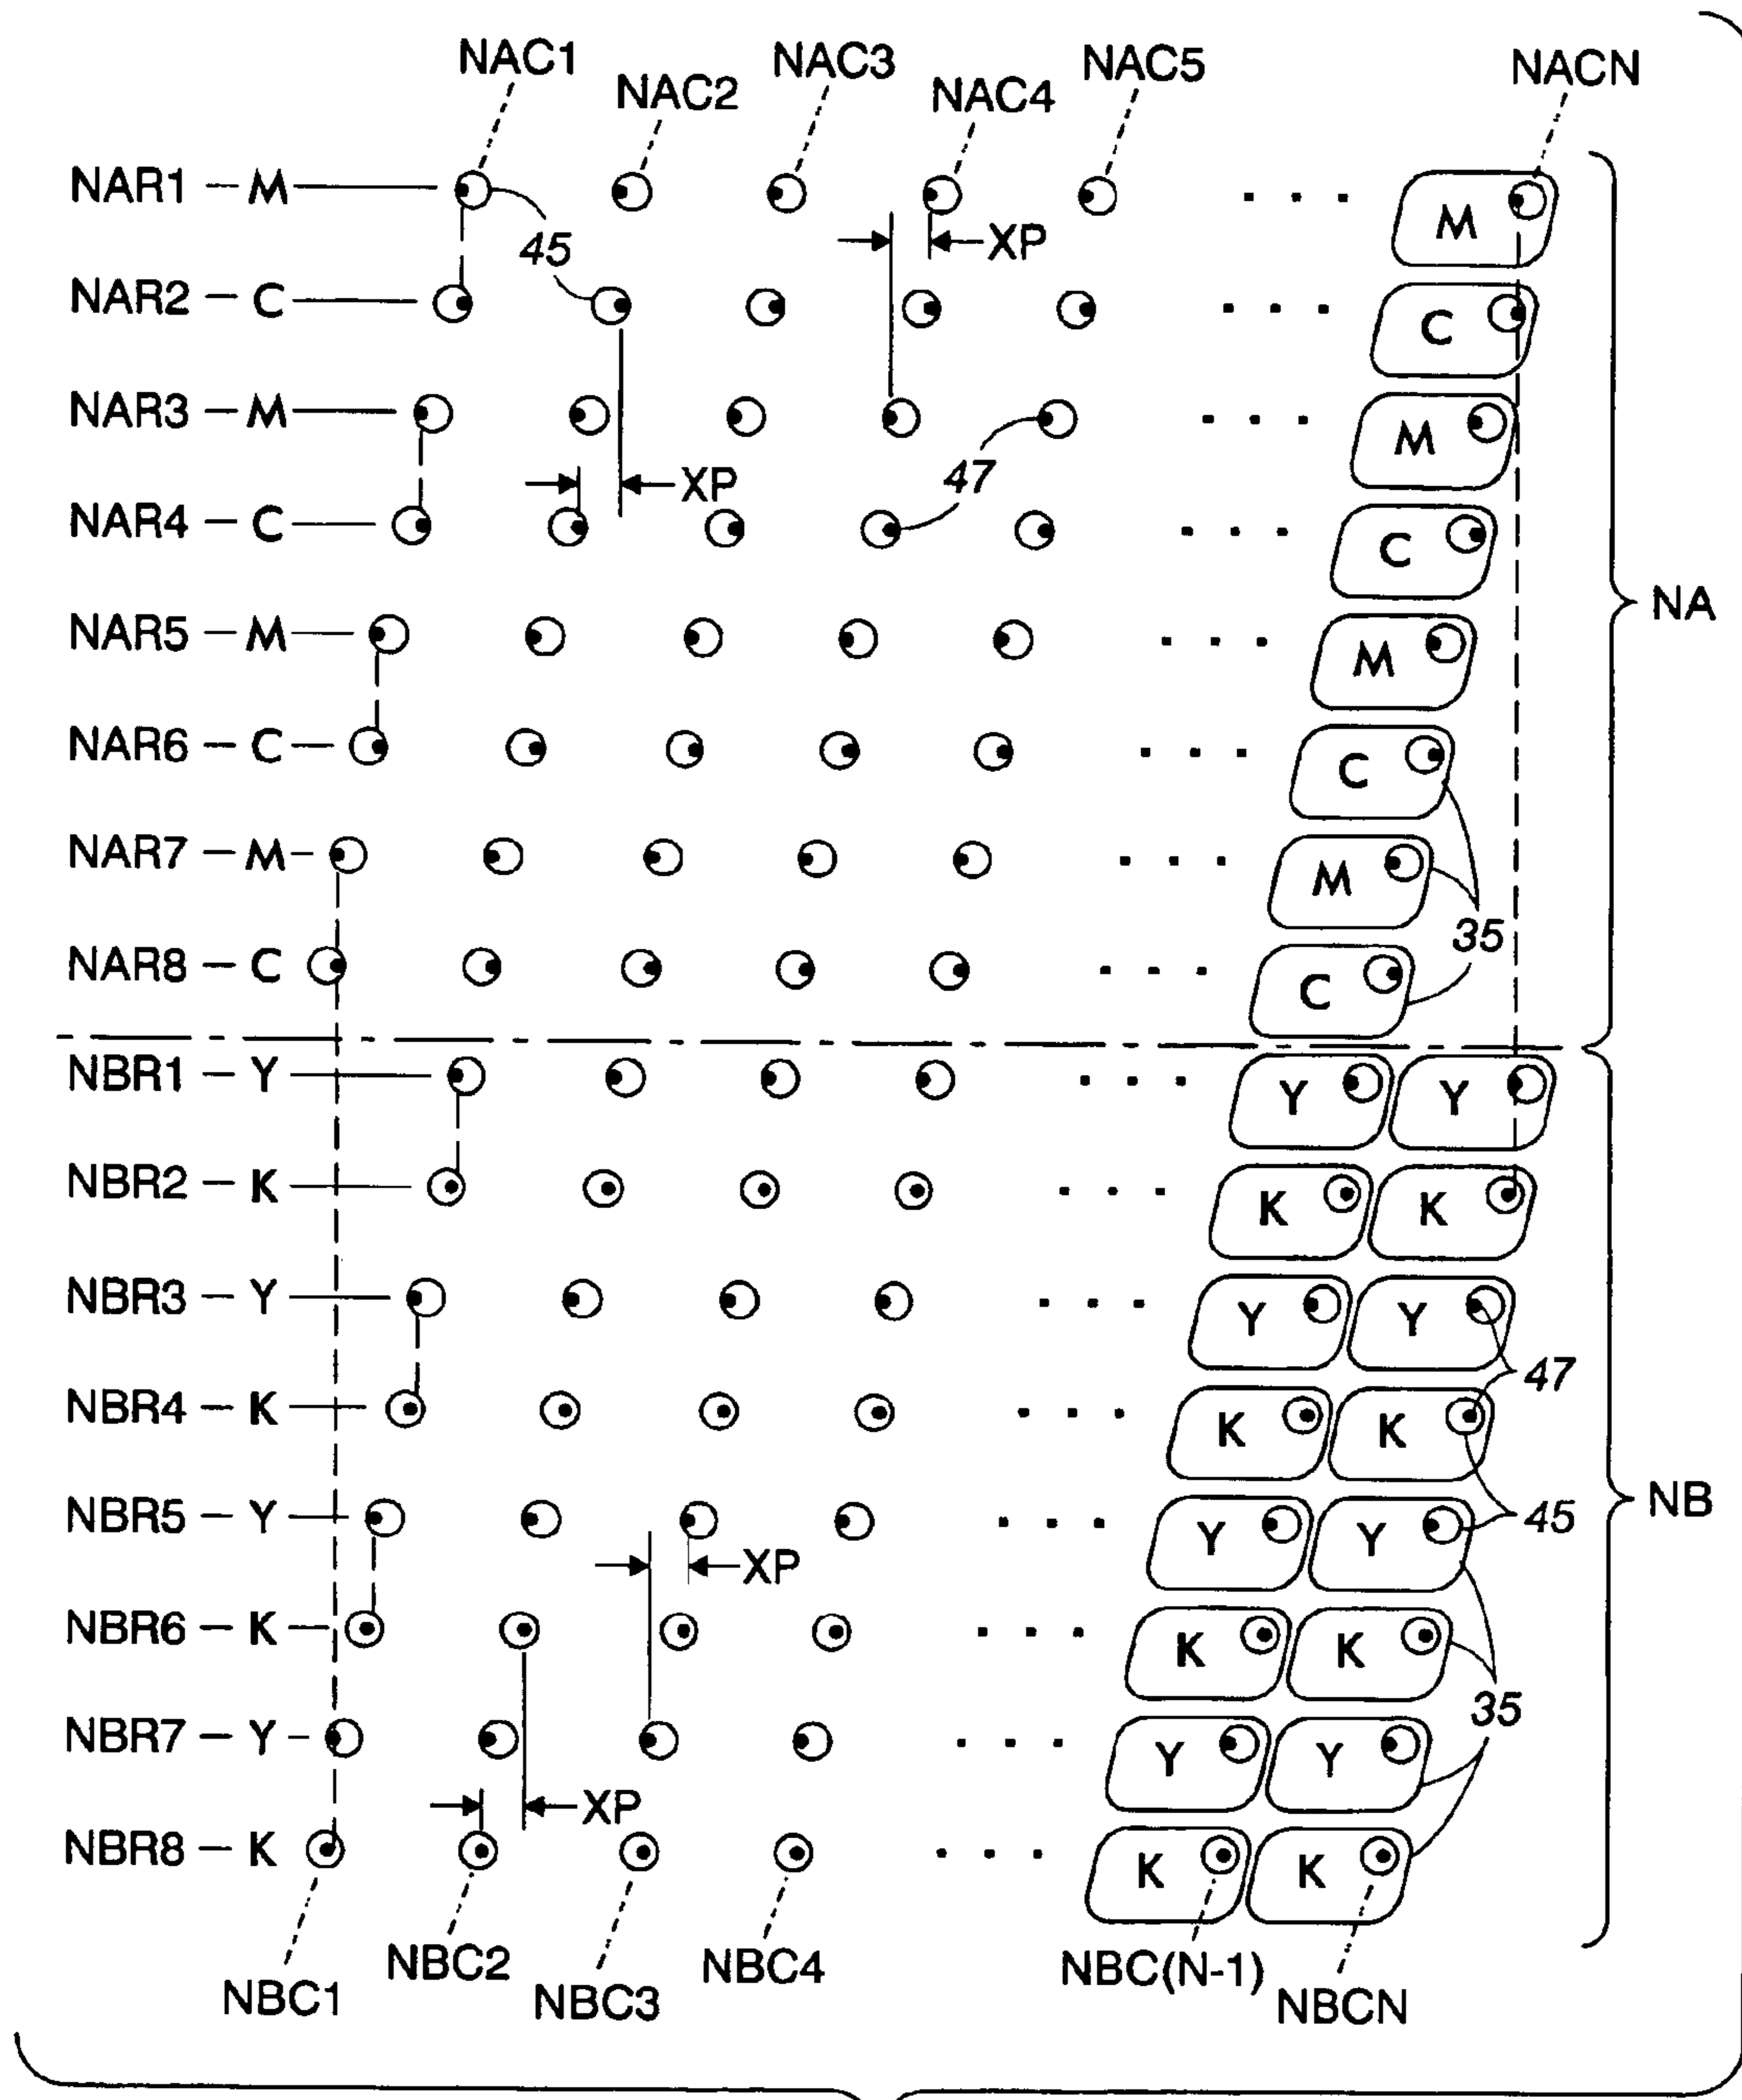 NAC1 NAC2 NAC3 NAC4 NAC5 NACN
NAR1 M M
45 XP
NAR2 C C
NAR3 M M
XP 47
NAR4 C C
NA
NAR5 M M
NAR6 C C
NAR7 M M
35
NAR8 C C
NBR1 Y Y Y
NBR2 K K K
NBR3 Y Y Y
47
NBR4 K K K
NBR5 Y Y Y 45 NB
XP
NBR6 K K K
35
NBR7 Y Y Y
XP
NBR8 K K K
NBC1 NBC2 NBC3 NBC4 NBC(N-1) NBCN